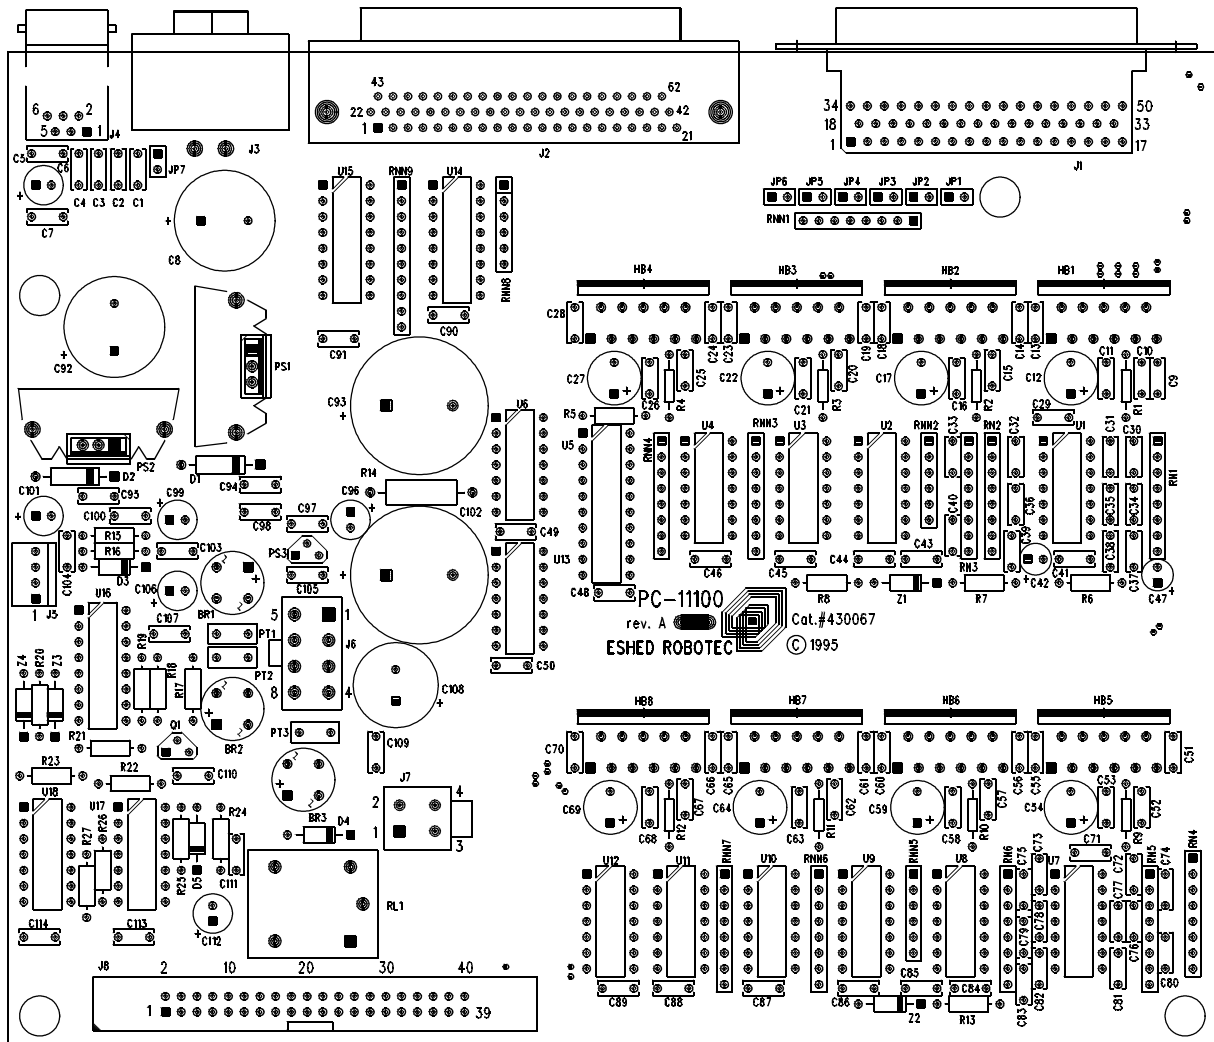 43
62
22
42
1
21
J2
6
2
5
1
J4
J3
34
50
18
33
1
17
J1
C5
C6
JP7
C4
C3
C2
C1
C7
C8
U15
RNN9
U14
RNN8
C90
C91
JP6
JP5
JP4
JP3
JP2
JP1
RNN1
HB4
HB3
HB2
HB1
C28
C24
C23
C19
C18
C14
C13
C27
C26
R4
C25
C22
C21
R3
C20
C17
C16
R2
C15
C12
C11
R1
C10
C9
C92
PS1
C93
U6
R5
U5
RNN4
U4
RNN3
U3
U2
RNN2
C33
RN2
C32
C29
U1
C31
C30
RN1
PS2
D2
D1
R14
C101
C95
C94
C99
C100
C98
C97
C96
C102
C49
C40
C36
C35
C34
R15
R16
D3
C103
PS3
U13
C104
C106
C105
C46
C45
C44
C43
RN3
C39
C42
C41
C38
C37
C47
J5
1
U16
C107
BR1
C48
R8
Z1
R7
R6
PC-11100
rev. A
Cat.#430067
ESHED ROBOTEC
© 1995
5
1
J6
8
4
PT1
PT2
C50
Z4
R20
Z3
R19
R18
R17
C108
R21
Q1
BR2
PT3
C109
HB8
HB7
HB6
HB5
C70
C66
C65
C61
C60
C56
C55
C51
R23
R22
C110
J7
4
2
1
3
C69
C68
R12
C67
C64
C63
R11
C62
C59
C58
R10
C57
C54
C53
R9
C52
U18
U17
R27
R26
R24
BR3
D4
R25
D5
C111
RL1
C112
C114
C113
U12
U11
RNN7
U10
RNN6
U9
RNN5
U8
RN6
C75
C73
U7
C71
C72
RN5
C74
RN4
C77
C78
C79
C76
C89
C88
C87
C86
C85
C84
C83
C82
C81
C80
Z2
R13
J8
2
10
20
30
40
1
39